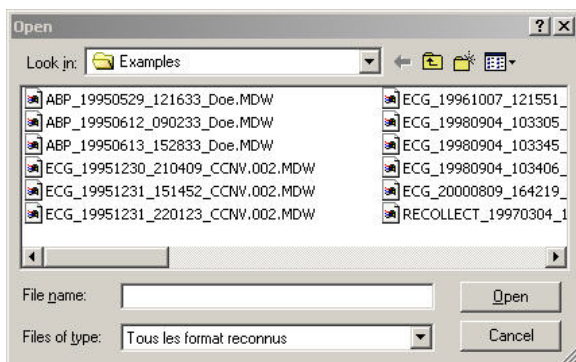 Open
Look in: Examples
ABP_19950529_121633_Doe.MDW
ABP_19950612_090233_Doe.MDW
ABP_19950613_152833_Doe.MDW
ECG_19951230_210409_CCNV.002.MDW
ECG_19951231_151452_CCNV.002.MDW
ECG_19951231_220123_CCNV.002.MDW
ECG_19961007_121551_
ECG_19980904_103305_
ECG_19980904_103345_
ECG_19980904_103406_
ECG_20000809_164219_
RECOLLECT_19970304_1
File name:
Open
Files of type: Tous les format reconnus
Cancel